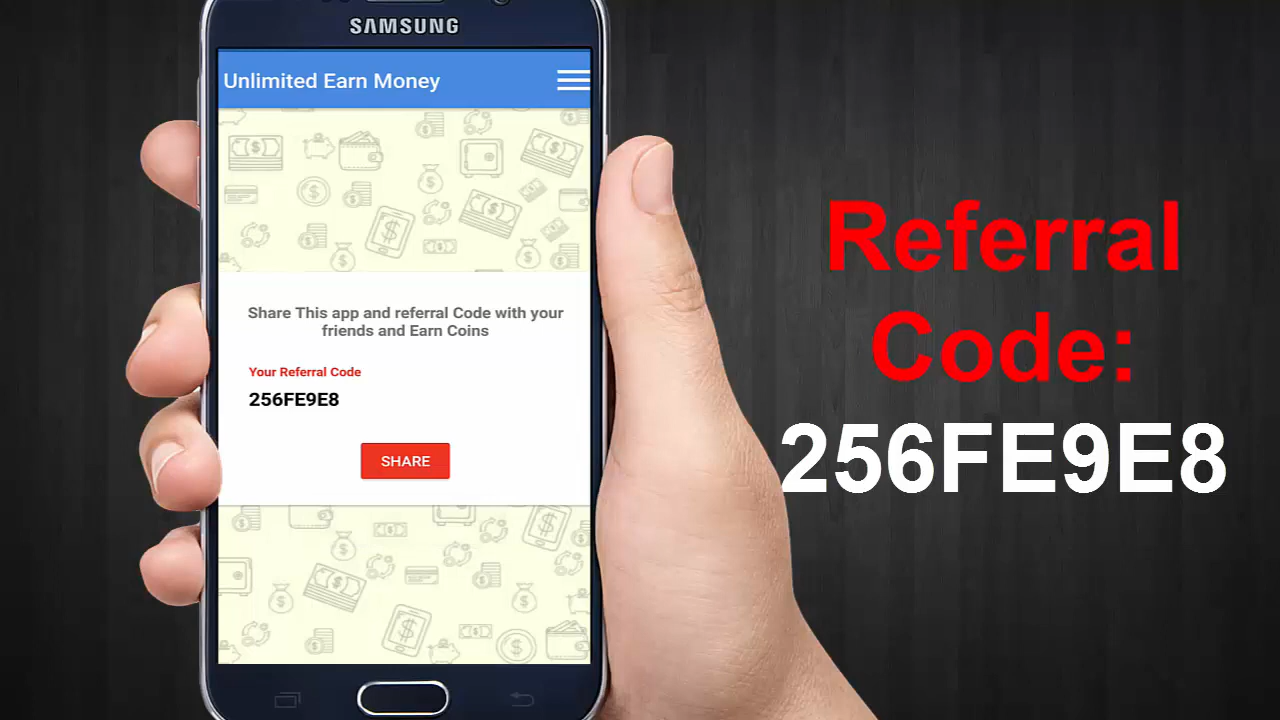 SAMSUNG
Unlimited Earn Money
Share This app and referral Code with your
friends and Earn Coins
Your Referral Code
256FE9E8
SHARE
Referral
Code:
256FE9E8